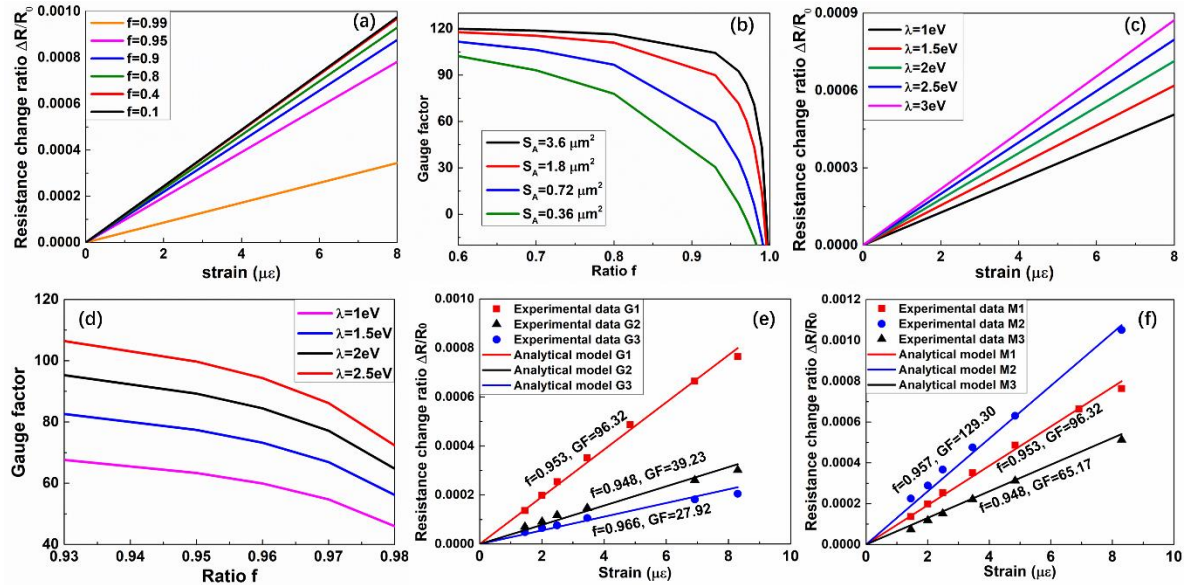 (a)
f=0.99
f=0.95
f=0.9
f=0.8
f=0.4
f=0.1
Resistance change ratio ΔR/R₀
0.0010
0.0008
0.0006
0.0004
0.0002
0.0000
0 2 4 6 8
strain (με)
(b)
Gauge factor
120
90
60
30
0
S_A=3.6 μm²
S_A=1.8 μm²
S_A=0.72 μm²
S_A=0.36 μm²
0.6 0.7 0.8 0.9 1.0
Ratio f
(c)
λ=1eV
λ=1.5eV
λ=2eV
λ=2.5eV
λ=3eV
Resistance change ratio ΔR/R₀
0.0009
0.0006
0.0003
0.0000
0 2 4 6 8
strain (με)
(d)
λ=1eV
λ=1.5eV
λ=2eV
λ=2.5eV
Gauge factor
120
100
80
60
40
0.93 0.94 0.95 0.96 0.97 0.98
Ratio f
(e)
Experimental data G1
Experimental data G2
Experimental data G3
Analytical model G1
Analytical model G2
Analytical model G3
f=0.953, GF=96.32
f=0.948, GF=39.23
f=0.966, GF=27.92
Resistance change ratio ΔR/R₀
0.0010
0.0008
0.0006
0.0004
0.0002
0.0000
0 2 4 6 8 10
Strain (με)
(f)
Experimental data M1
Experimental data M2
Experimental data M3
Analytical model M1
Analytical model M2
Analytical model M3
f=0.957, GF=129.30
f=0.953, GF=96.32
f=0.948, GF=65.17
Resistance change ratio ΔR/R₀
0.0012
0.0010
0.0008
0.0006
0.0004
0.0002
0.0000
0 2 4 6 8 10
Strain (με)